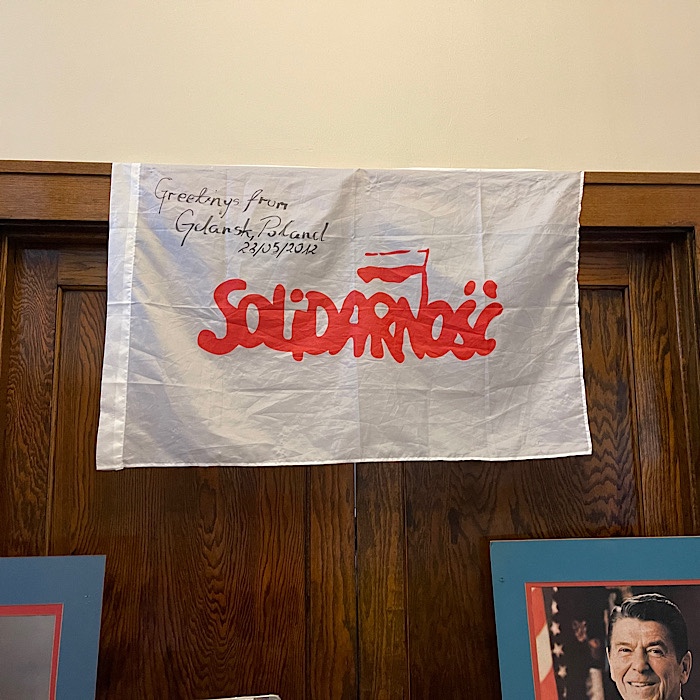 Greetings from
Gdansk, Poland
23/05/2012
SOLIDARNOŚĆ